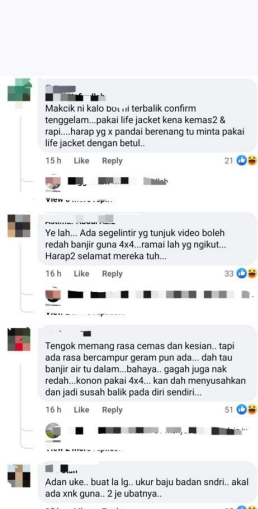 Makcik ni kalo bot ni terbalik confirm
tenggelam...pakai life jacket kena kemas2 &
rapi....harap yg x pandai berenang tu minta pakai
life jacket dengan betul..
15 h Like Reply 21
Ye lah... Ada segelintir yg tunjuk video boleh
redah banjir guna 4x4...ramai lah yg ngikut...
Harap2 selamat mereka tuh...
16 h Like Reply 33
Tengok memang rasa cemas dan kesian.. tapi
ada rasa bercampur geram pun ada... dah tau
banjir air tu dalam...bahaya.. gagah juga nak
redah...konon pakai 4x4... kan dah menyusahkan
dan jadi susah balik pada diri sendiri...
16 h Like Reply 51
Adan uke.. buat la lg.. ukur baju badan sndri.. akal
ada xnk guna.. 2 je ubatnya..